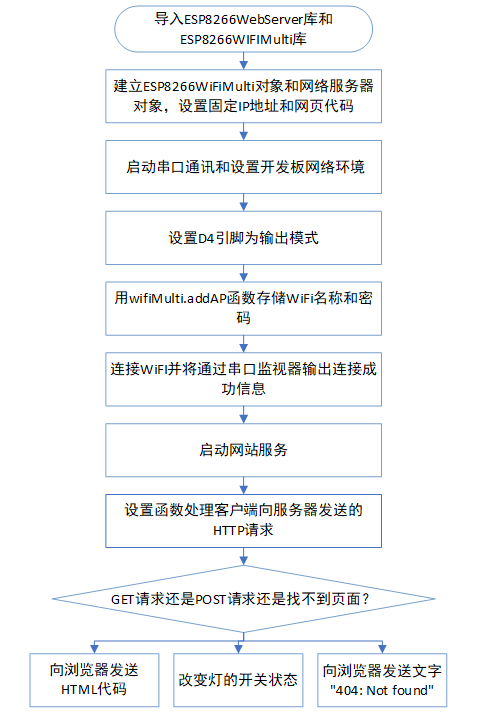 导入ESP8266WebServer库和
ESP8266WIFIMulti库
建立ESP8266WiFiMulti对象和网络服务器
对象，设置固定IP地址和网页代码
启动串口通讯和设置开发板网络环境
设置D4引脚为输出模式
用wifiMulti.addAP函数存储WiFi名称和密
码
连接WiFI并将通过串口监视器输出连接成
功信息
启动网站服务
设置函数处理客户端向服务器发送的
HTTP请求
GET请求还是POST请求还是找不到页面？
向浏览器发送
HTML代码
改变灯的开关状态
向浏览器发送文字
"404: Not found"